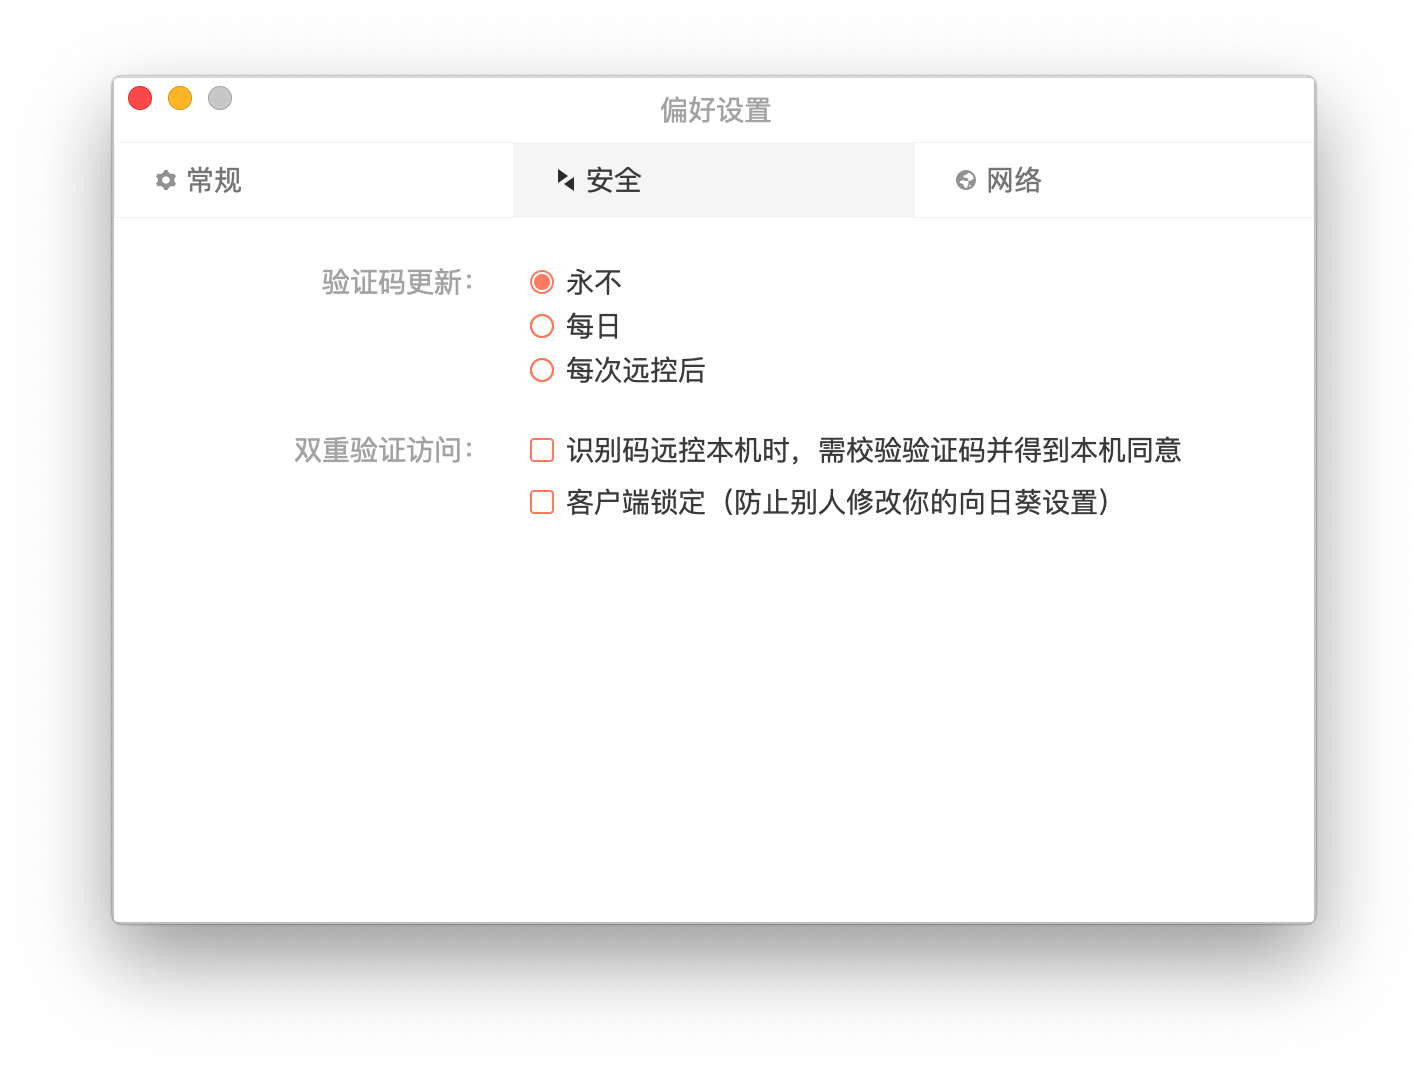 偏好设置
常规
安全
网络
验证码更新：
永不
每日
每次远控后
双重验证访问：
识别码远控本机时，需校验验证码并得到本机同意
客户端锁定（防止别人修改你的向日葵设置）